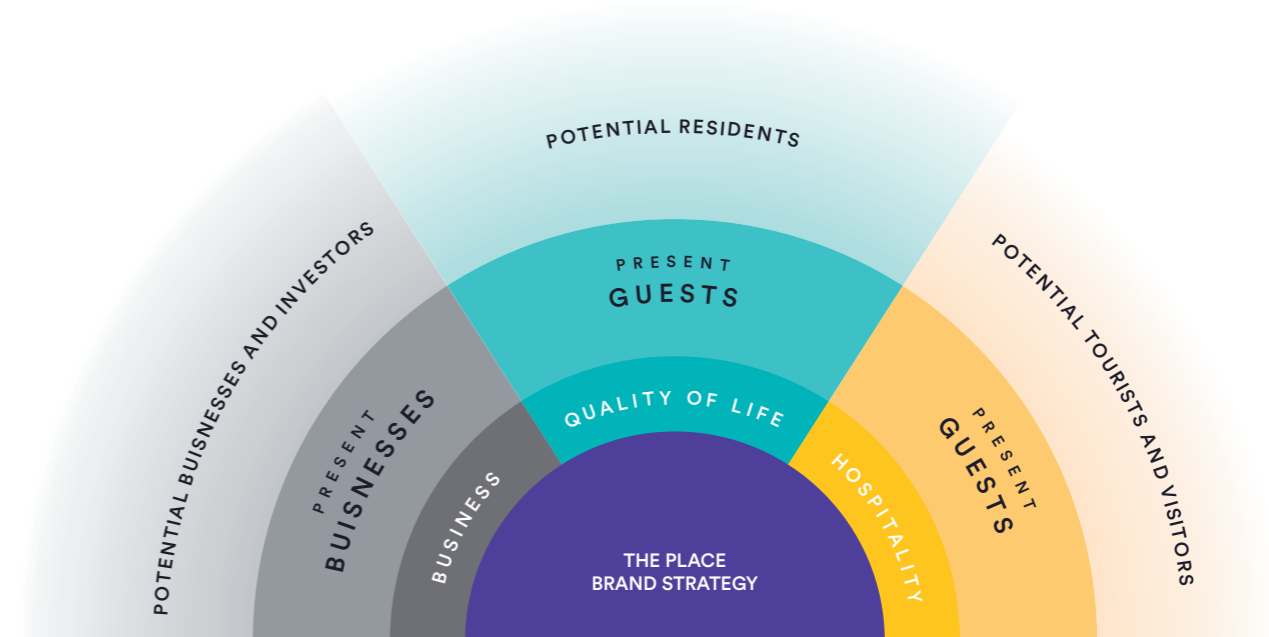 POTENTIAL RESIDENTS
PRESENT
GUESTS
QUALITY OF LIFE
POTENTIAL BUISNESSES AND INVESTORS
PRESENT
BUISNESSES
BUSINESS
POTENTIAL TOURISTS AND VISITORS
PRESENT
GUESTS
HOSPITALITY
THE PLACE
BRAND STRATEGY